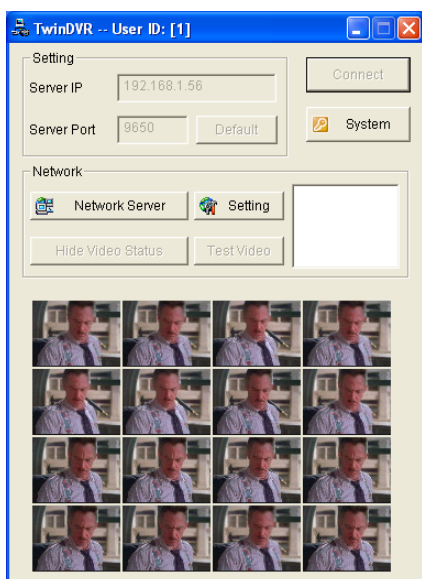 TwinDVR -- User ID: [1]
Setting
Server IP
192.168.1.56
Connect
Server Port
9650
Default
System
Network
Network Server
Setting
Hide Video Status
Test Video